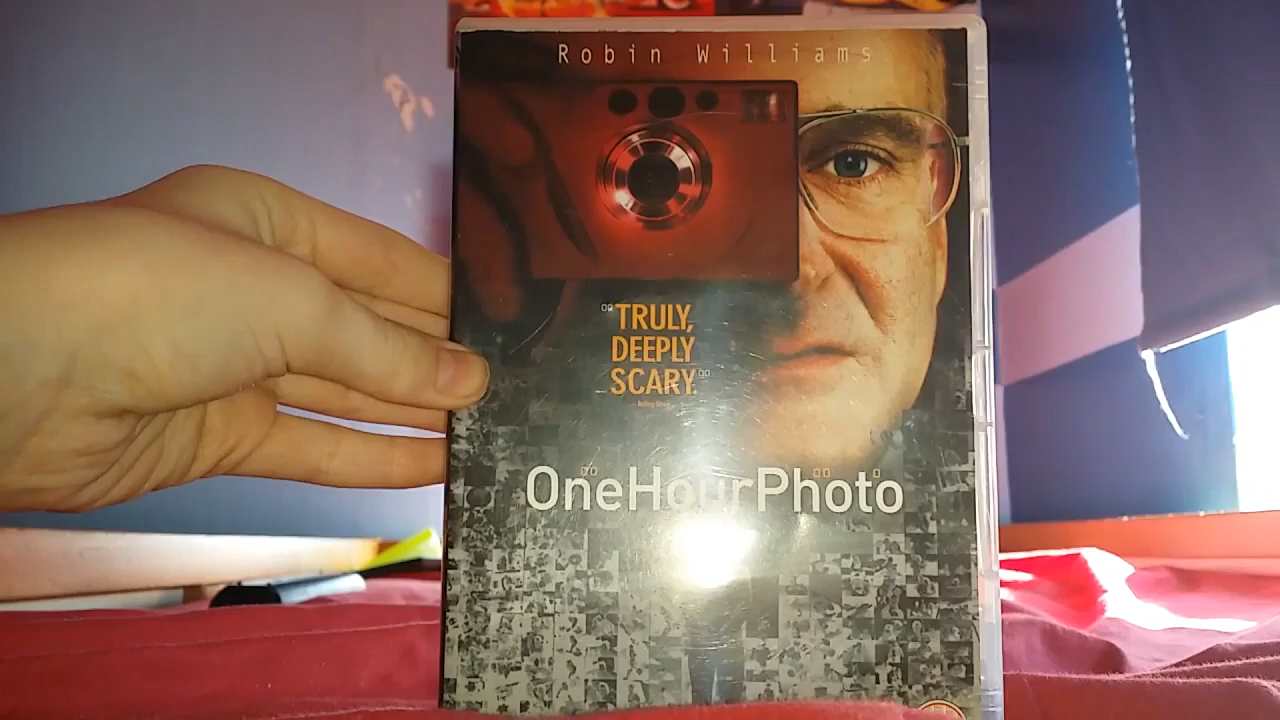 Robin Williams
"TRULY,
DEEPLY
SCARY."
OneHourPhoto